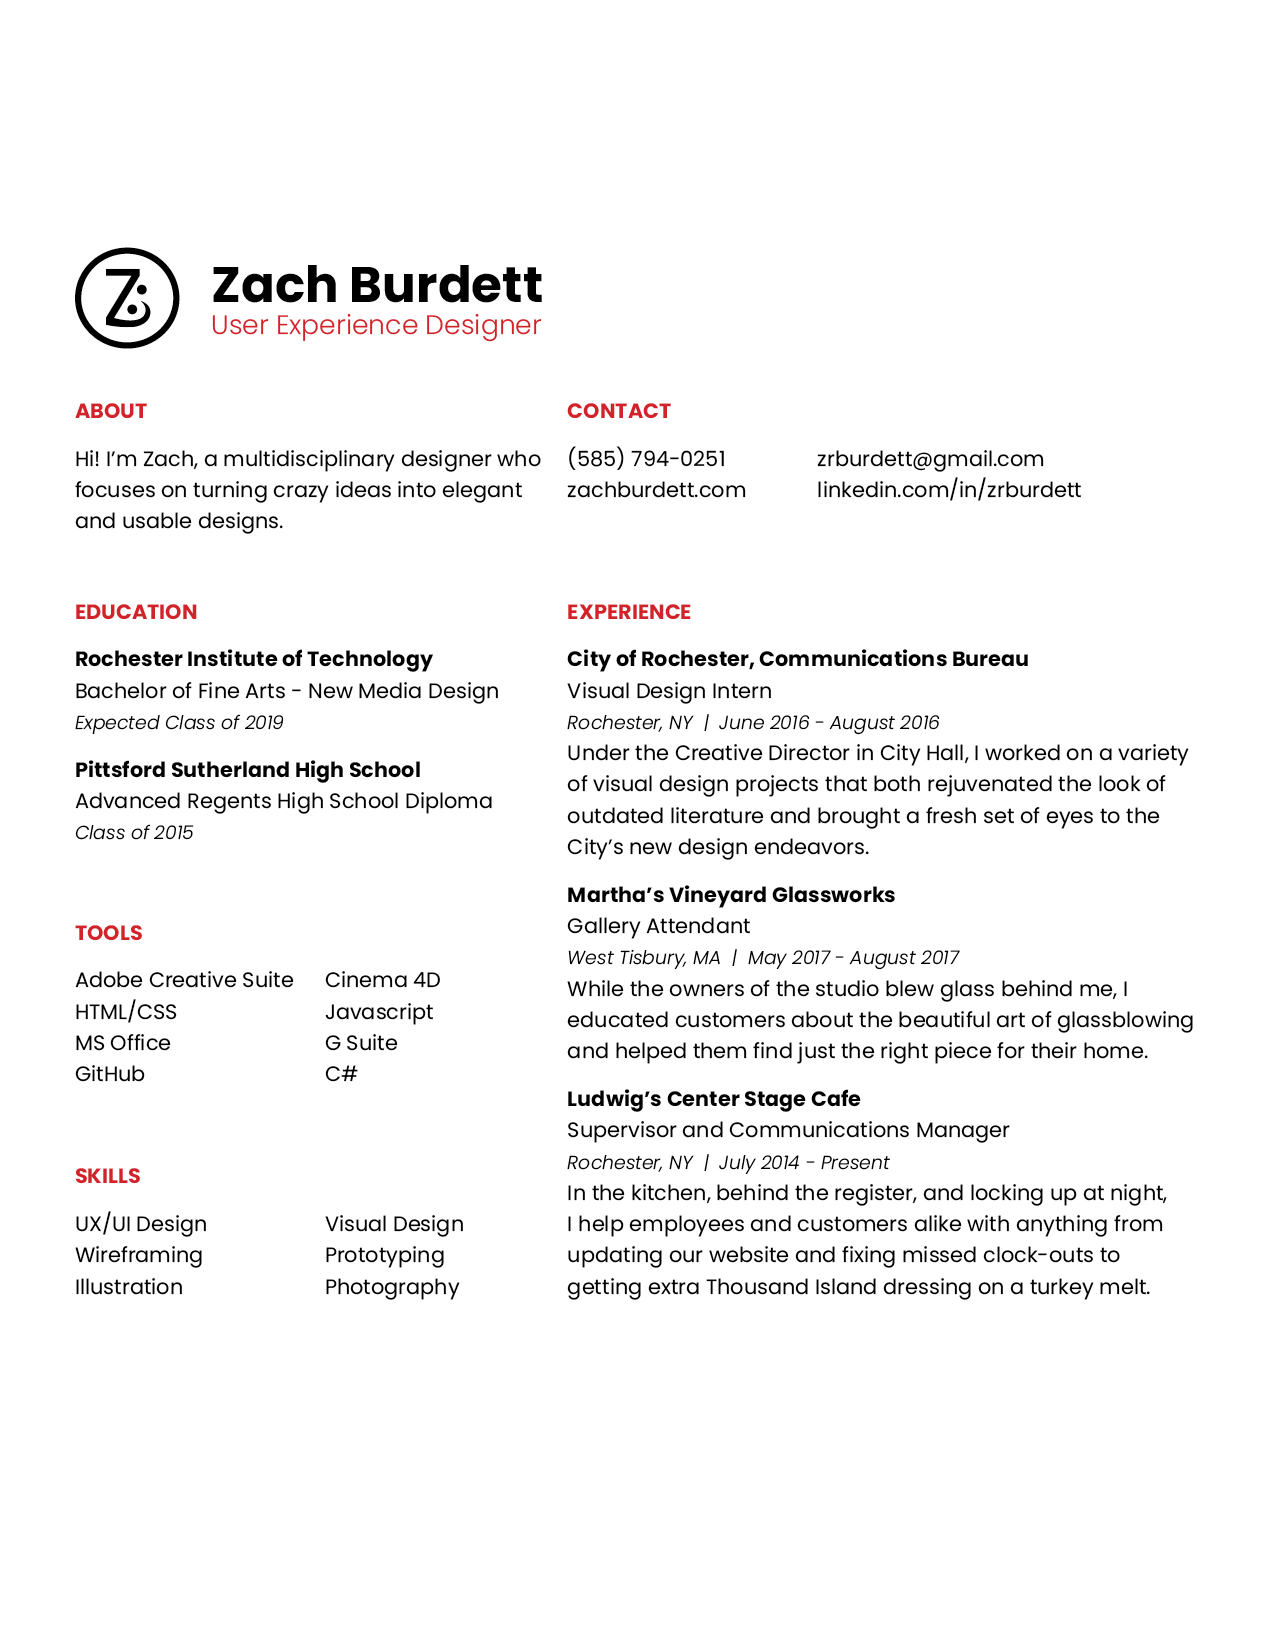 Zach Burdett
User Experience Designer
ABOUT
Hi! I’m Zach, a multidisciplinary designer who
focuses on turning crazy ideas into elegant
and usable designs.
CONTACT
(585) 794-0251
zachburdett.com
zrburdett@gmail.com
linkedin.com/in/zrburdett
EDUCATION
Rochester Institute of Technology
Bachelor of Fine Arts - New Media Design
Expected Class of 2019
Pittsford Sutherland High School
Advanced Regents High School Diploma
Class of 2015
TOOLS
Adobe Creative Suite
HTML/CSS
MS Office
GitHub
Cinema 4D
Javascript
G Suite
C#
SKILLS
UX/UI Design
Wireframing
Illustration
Visual Design
Prototyping
Photography
EXPERIENCE
City of Rochester, Communications Bureau
Visual Design Intern
Rochester, NY | June 2016 - August 2016
Under the Creative Director in City Hall, I worked on a variety
of visual design projects that both rejuvenated the look of
outdated literature and brought a fresh set of eyes to the
City’s new design endeavors.
Martha’s Vineyard Glassworks
Gallery Attendant
West Tisbury, MA | May 2017 - August 2017
While the owners of the studio blew glass behind me, I
educated customers about the beautiful art of glassblowing
and helped them find just the right piece for their home.
Ludwig’s Center Stage Cafe
Supervisor and Communications Manager
Rochester, NY | July 2014 - Present
In the kitchen, behind the register, and locking up at night,
I help employees and customers alike with anything from
updating our website and fixing missed clock-outs to
getting extra Thousand Island dressing on a turkey melt.